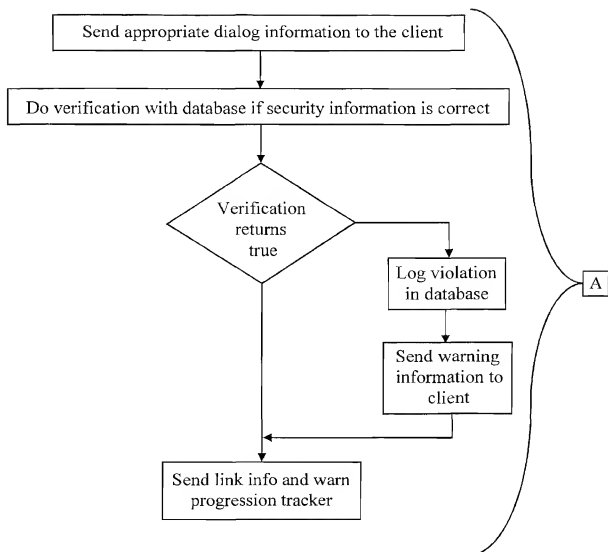 Send appropriate dialog information to the client
Do verification with database if security information is correct
Verification
returns
true
Log violation
in database
A
Send warning
information to
client
Send link info and warn
progression tracker